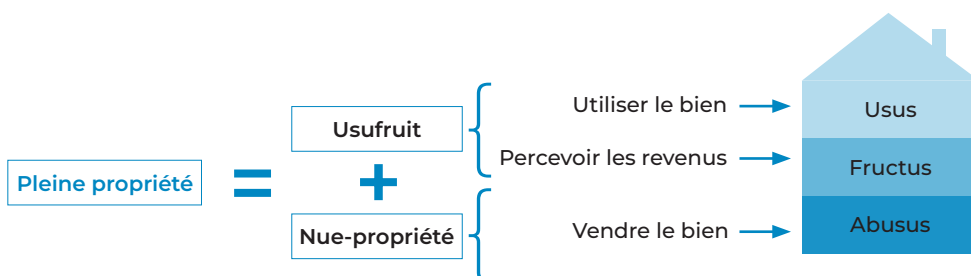 Pleine propriété
=
Usufruit
+
Nue-propriété
Utiliser le bien
Percevoir les revenus
Vendre le bien
Usus
Fructus
Abusus